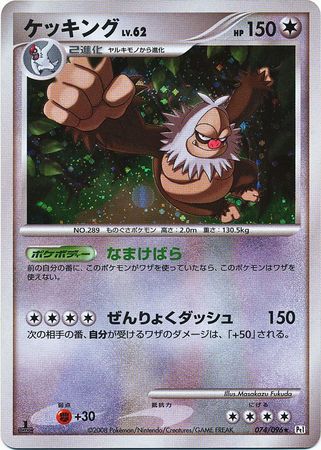 ケッキング LV.62 HP 150
2進化 ヤルキモノから進化
NO.289 ものぐさポケモン 高さ：2.0m 重さ：130.5kg
ポケボディー なまけばら
前の自分の番に、このポケモンがワザを使っていたなら、このポケモンはワザを使えない。
ぜんりょくダッシュ 150
次の相手の番、自分が受けるワザのダメージは、「+50」される。
Illus.Masakazu Fukuda
弱点 抵抗力 にげる
+30
1
©2008 Pokémon/Nintendo/Creatures/GAME FREAK
074/096★ Pt1